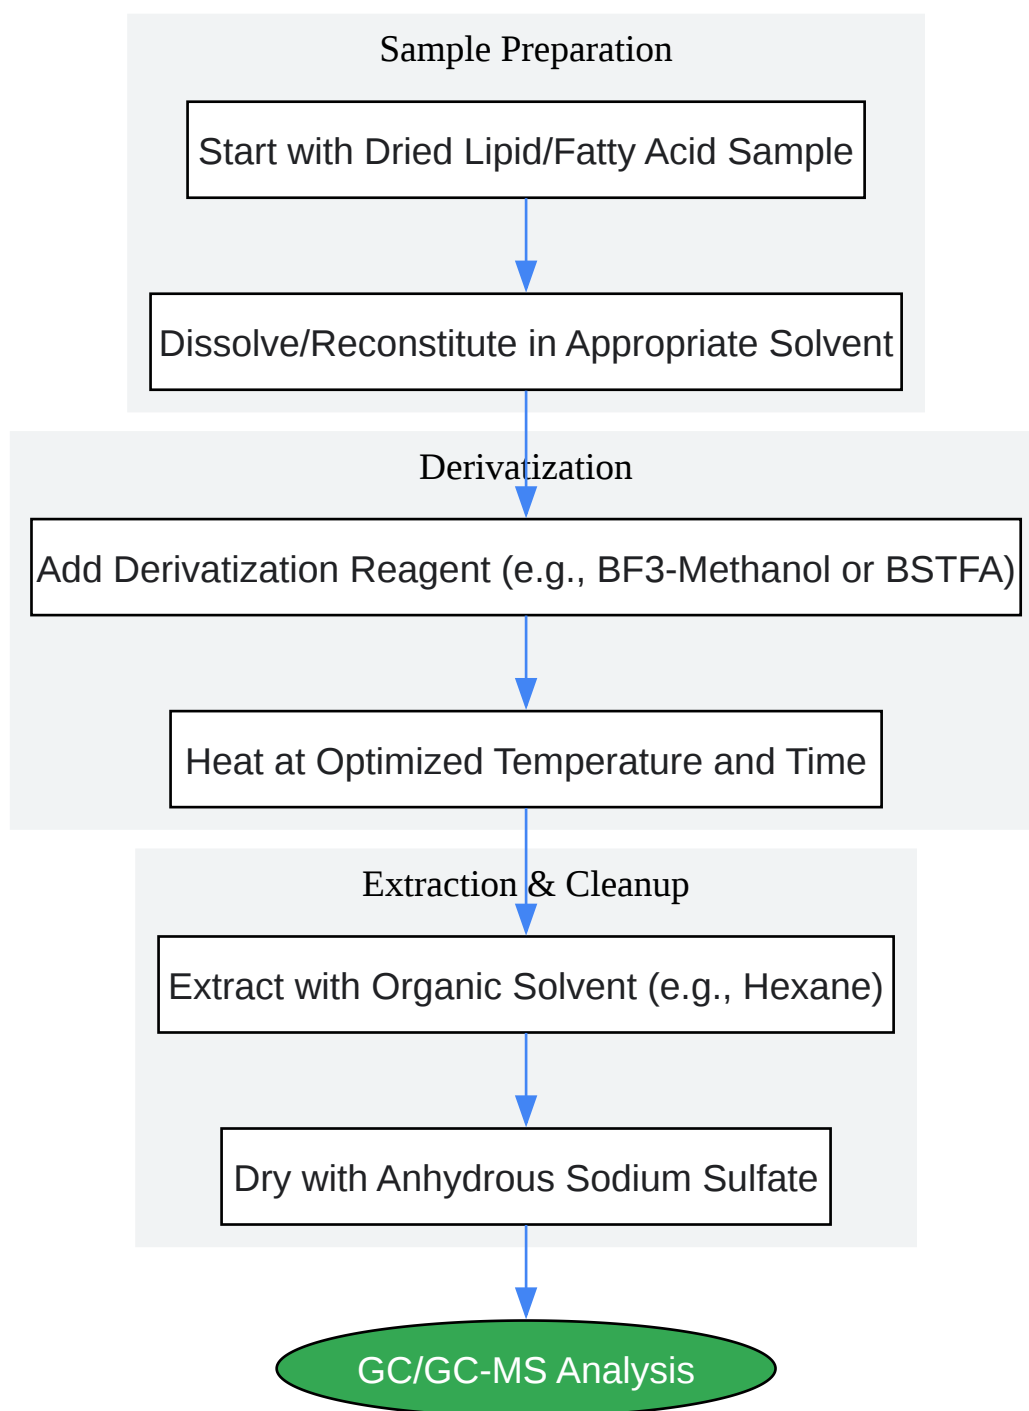 Sample Preparation
Start with Dried Lipid/Fatty Acid Sample
Dissolve/Reconstitute in Appropriate Solvent
Derivatization
Add Derivatization Reagent (e.g., BF3-Methanol or BSTFA)
Heat at Optimized Temperature and Time
Extraction & Cleanup
Extract with Organic Solvent (e.g., Hexane)
Dry with Anhydrous Sodium Sulfate
GC/GC-MS Analysis